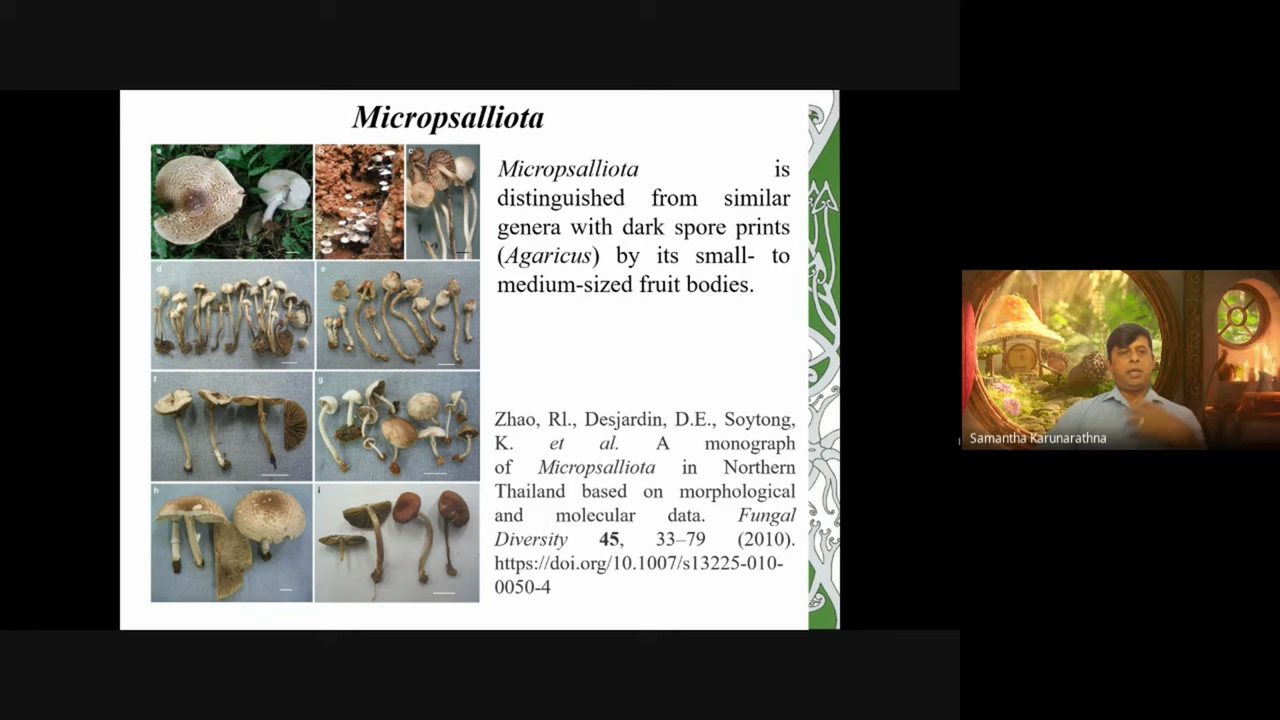 Micropsalliota
a
b
c
d
e
f
g
h
i
Micropsalliota is
distinguished from similar
genera with dark spore prints
(Agaricus) by its small- to
medium-sized fruit bodies.
Zhao, Rl., Desjardin, D.E., Soytong,
K. et al. A monograph
of Micropsalliota in Northern
Thailand based on morphological
and molecular data. Fungal
Diversity 45, 33–79 (2010).
https://doi.org/10.1007/s13225-010-
0050-4
Samantha Karunarathna